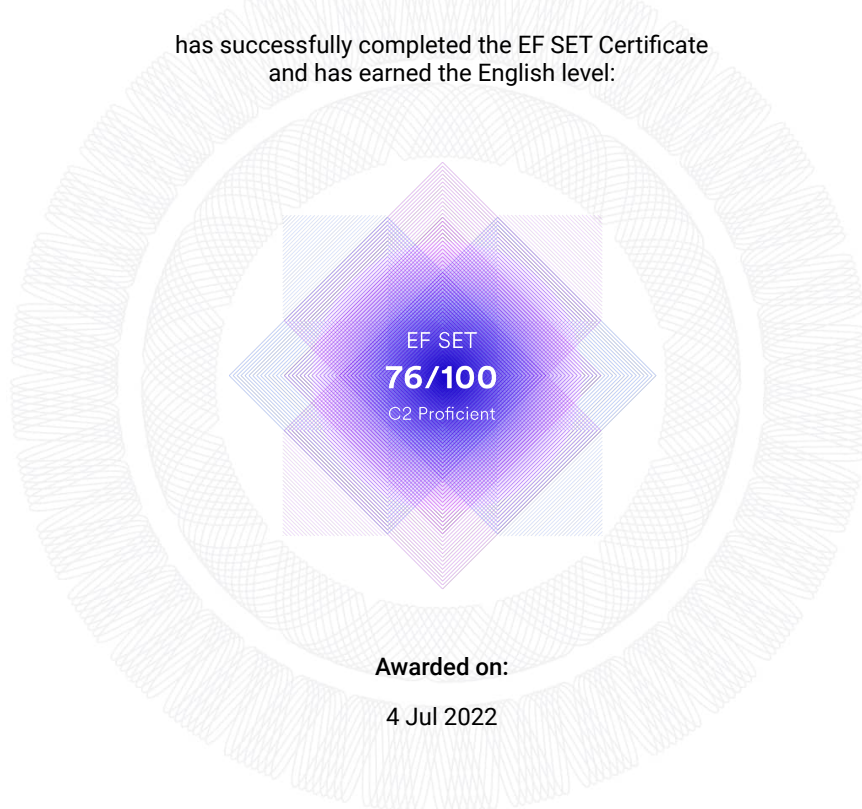 has successfully completed the EF SET Certificate
and has earned the English level:
EF SET
76/100
C2 Proficient
Awarded on:
4 Jul 2022